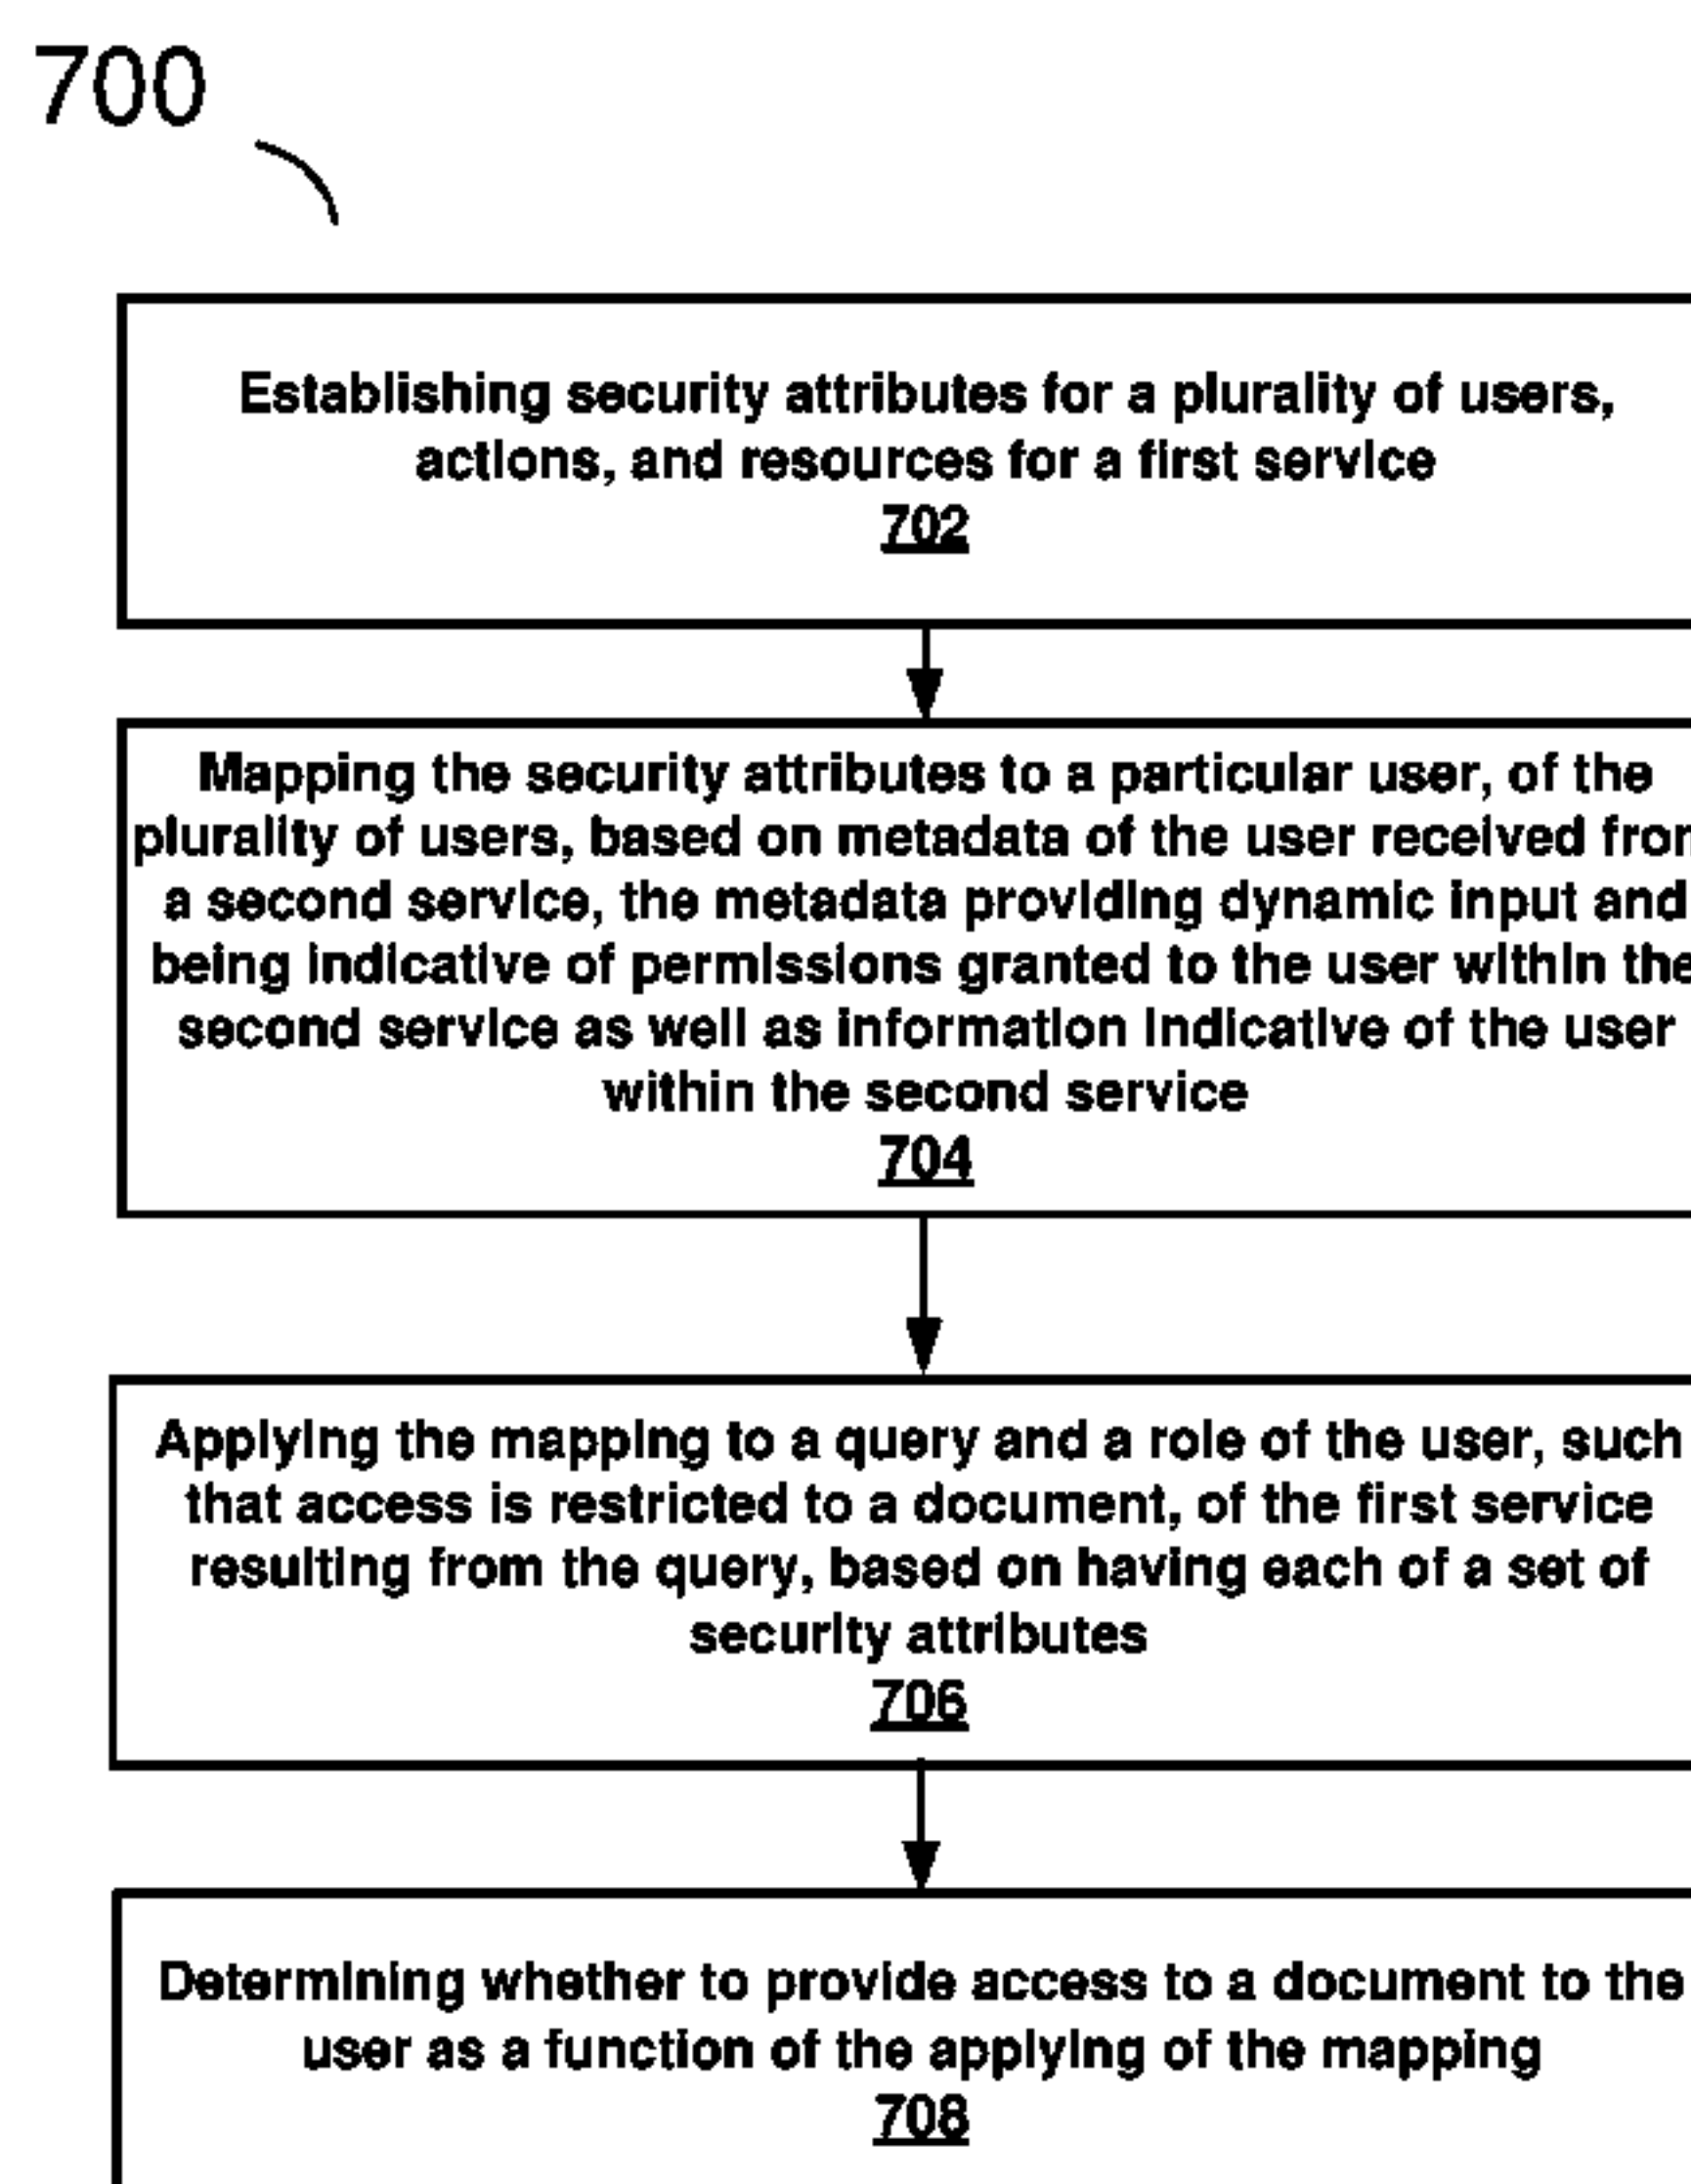 700
Establishing security attributes for a plurality of users,
actions, and resources for a first service
702
Mapping the security attributes to a particular user, of the
plurality of users, based on metadata of the user received from
a second service, the metadata providing dynamic input and
being indicative of permissions granted to the user within the
second service as well as information indicative of the user
within the second service
704
Applying the mapping to a query and a role of the user, such
that access is restricted to a document, of the first service
resulting from the query, based on having each of a set of
security attributes
706
Determining whether to provide access to a document to the
user as a function of the applying of the mapping
708